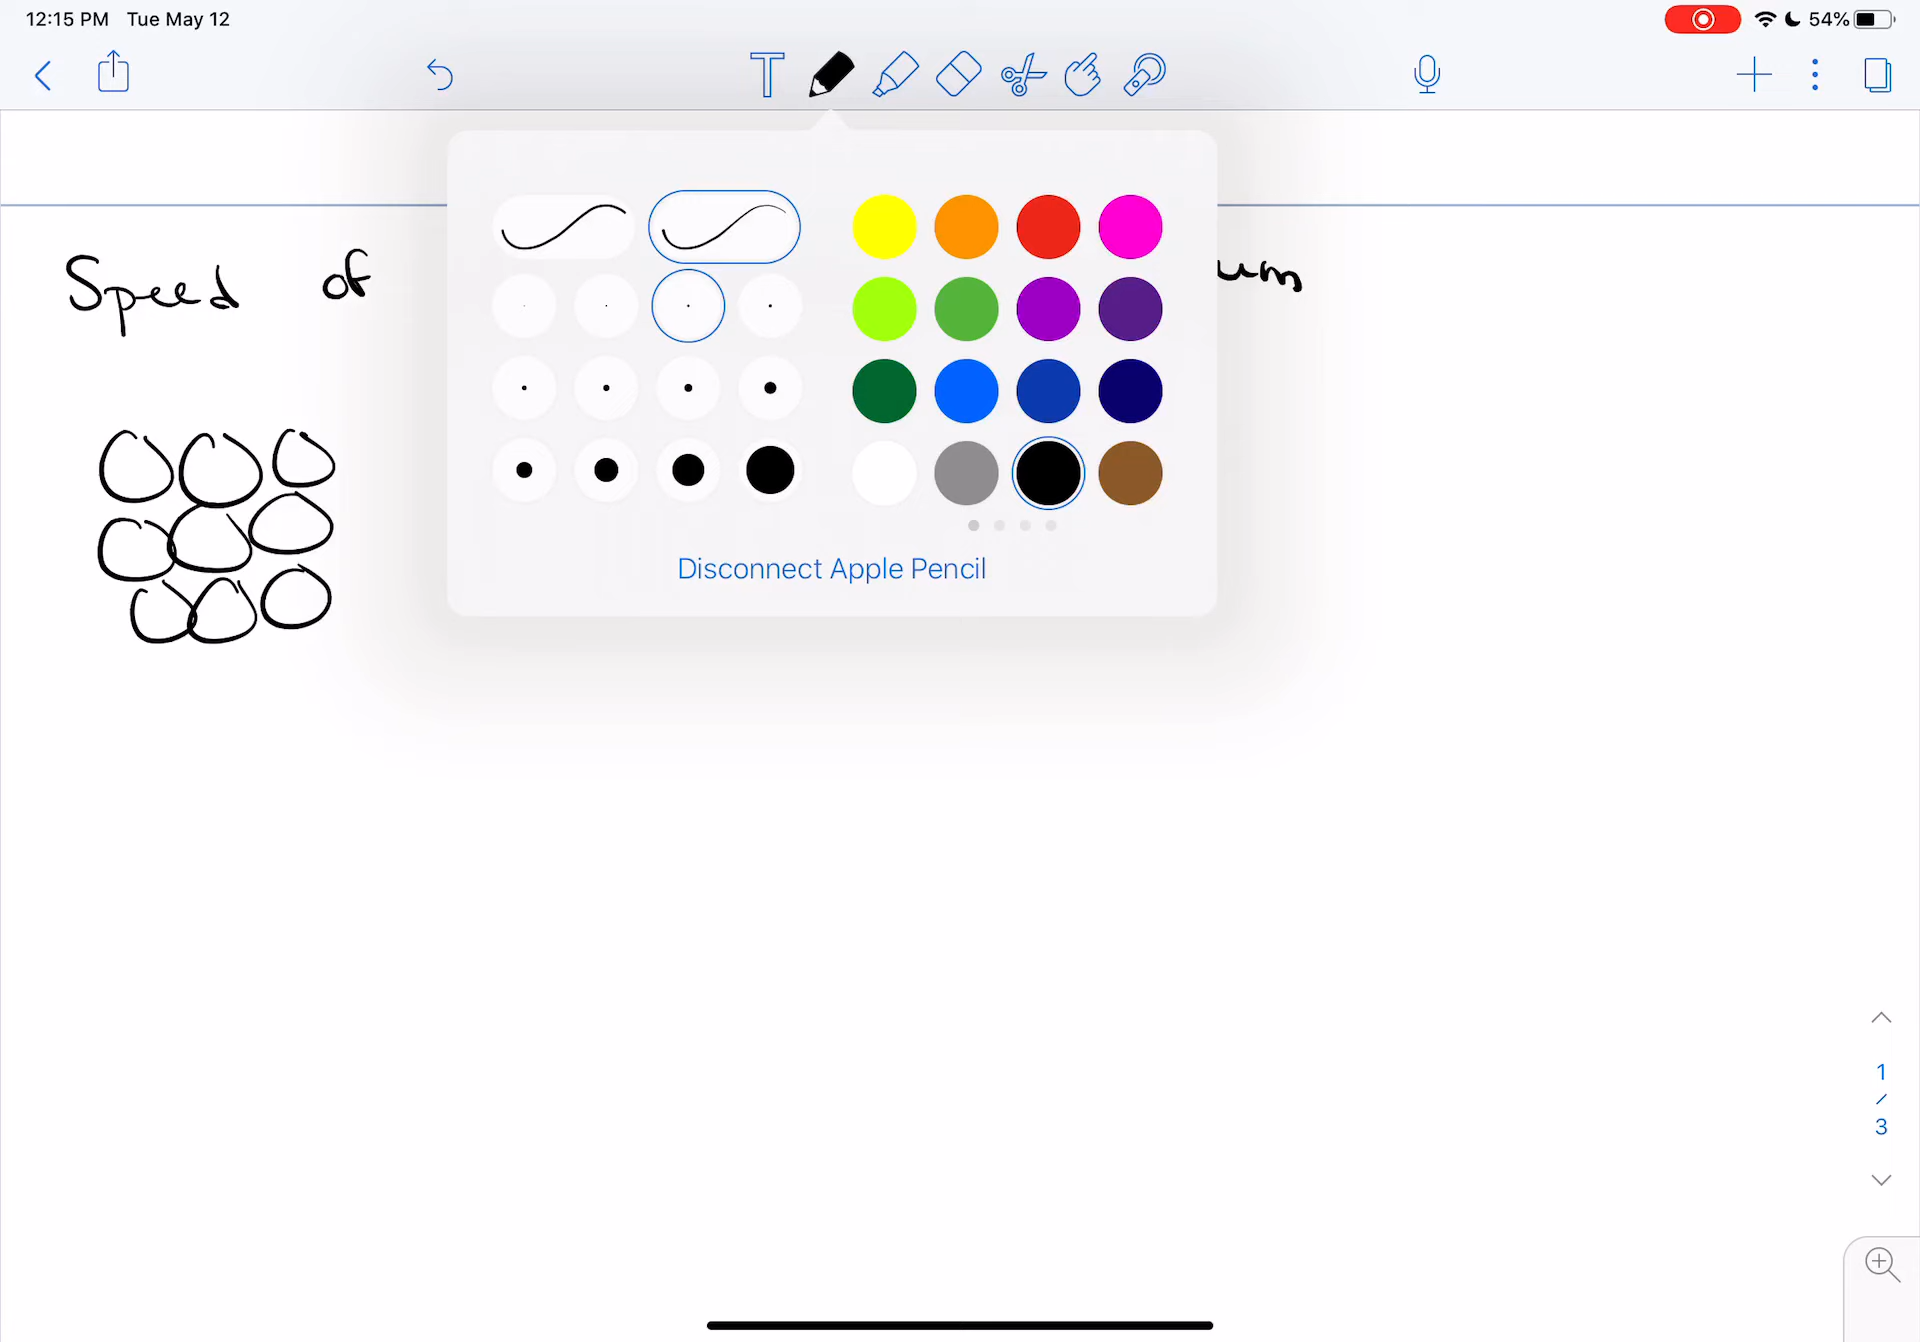 12:15 PM Tue May 12
54%
T
Speed of
um
Disconnect Apple Pencil
1
/
3